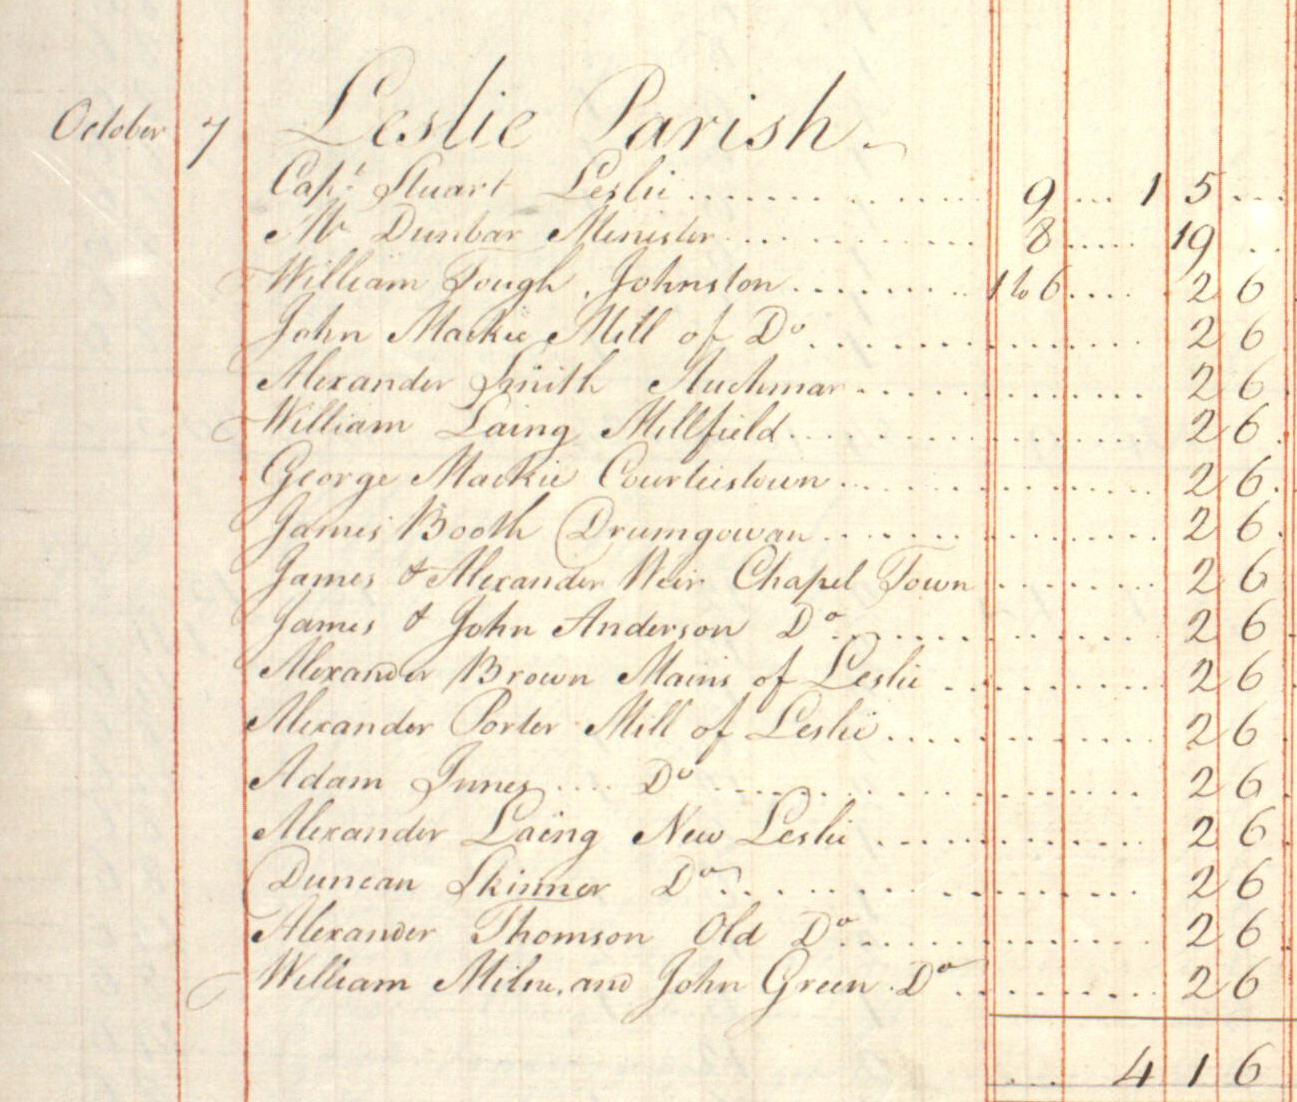 October 7 Leslie Parish
Capt Stuart Leslie ........ 9 ... 1 5 ...
Mr Dunbar Minister ........ 8 ..... 19 ..
William Tough, Johnston ........ 1 to 6 .... 2 6
John Mackie Mill of Do ........ 2 6
Alexander Smith Auchmar ........ 2 6
William Laing Millfield ........ 2 6
George Mackie Courtiestown ........ 2 6
James Booth Drumgowan ........ 2 6
James & Alexander Weir Chapel Town ........ 2 6
James & John Anderson Do ........ 2 6
Alexander Brown Mains of Leslie ........ 2 6
Alexander Porter Mill of Leslie ........ 2 6
Adam Innes .... Do ........ 2 6
Alexander Laing New Leslie ........ 2 6
Duncan Skinner Do ........ 2 6
Alexander Thomson Old Do ........ 2 6
William Milne, and John Green Do ........ 2 6
.... 4 1 6